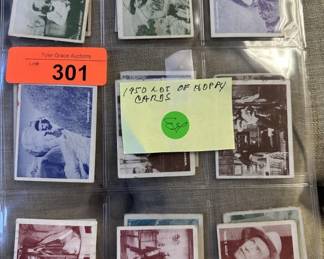 Tyler Grace Auctions
Lot# 301
1950 LOT OF HOPPY
CARDS